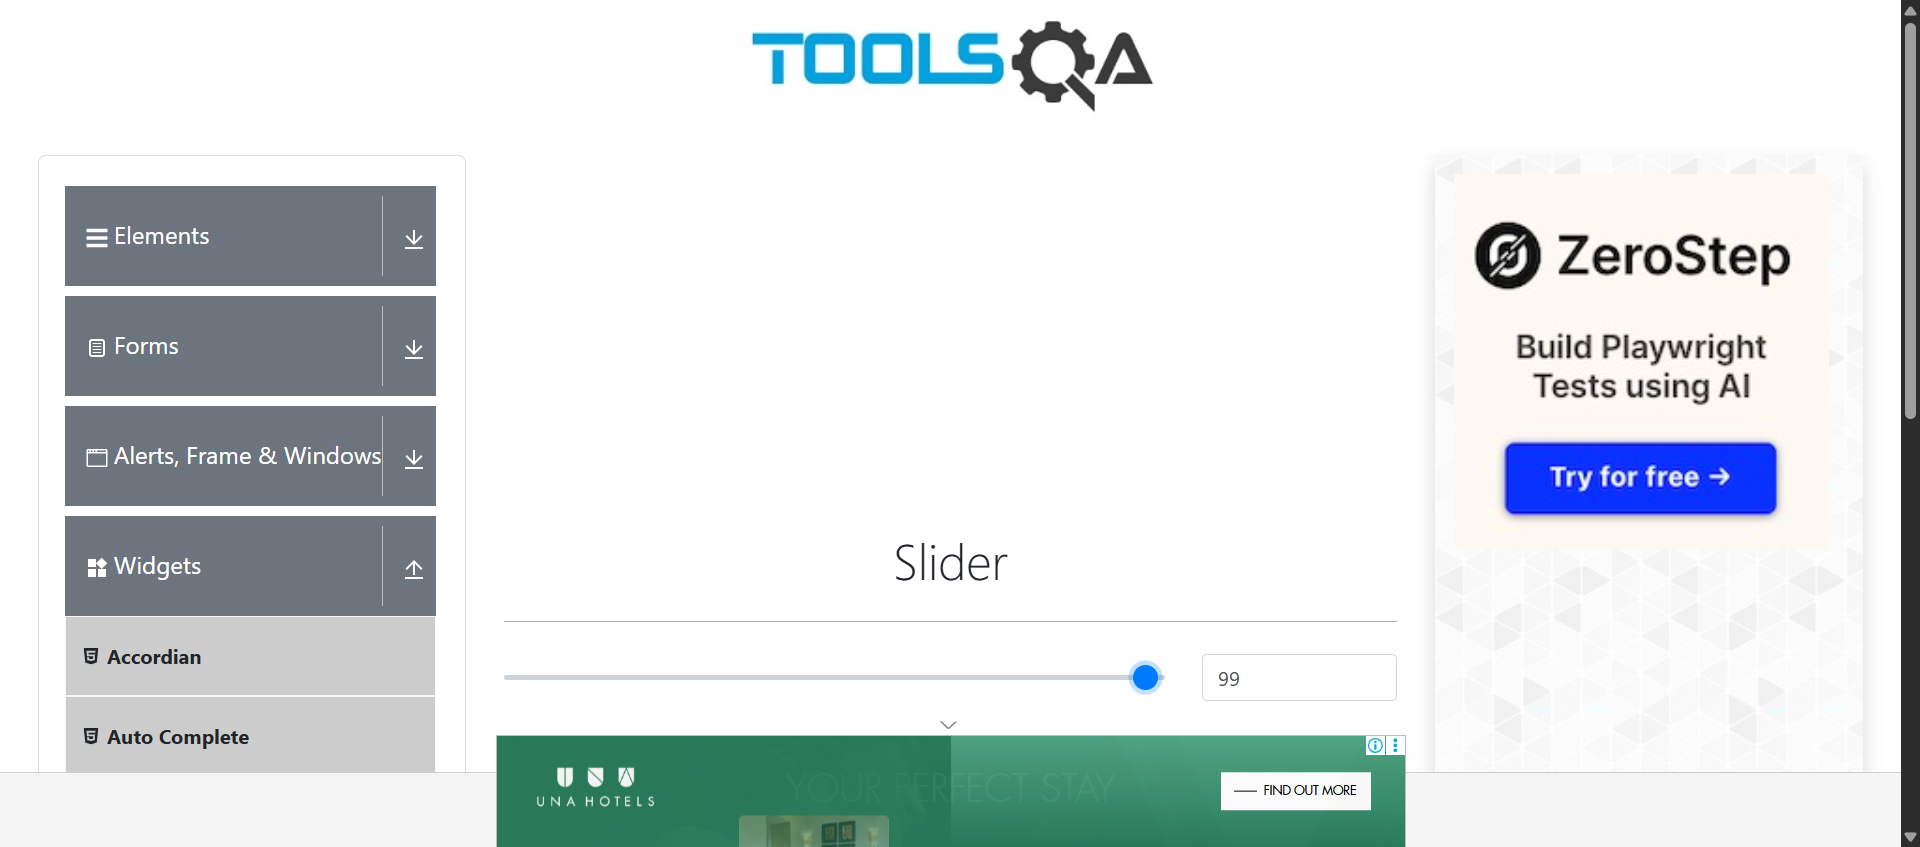 TOOLSQA
Elements
Forms
Alerts, Frame & Windows
Widgets
Accordian
Auto Complete
Slider
99
UNA HOTELS
YOUR PERFECT STAY
FIND OUT MORE
ZeroStep
Build Playwright
Tests using AI
Try for free →